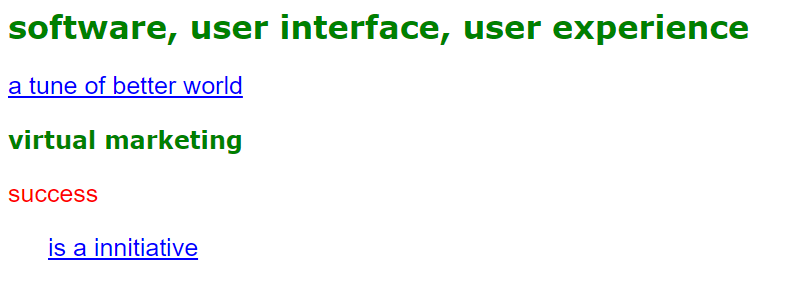 software, user interface, user experience
a tune of better world
virtual marketing
success
is a innitiative